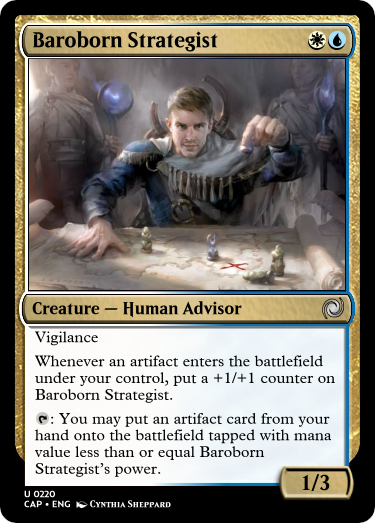 Baroborn Strategist
Creature — Human Advisor
Vigilance
Whenever an artifact enters the battlefield
under your control, put a +1/+1 counter on
Baroborn Strategist.
: You may put an artifact card from your
hand onto the battlefield tapped with mana
value less than or equal Baroborn
Strategist's power.
1/3
U 0220
CAP • ENG Cynthia Sheppard